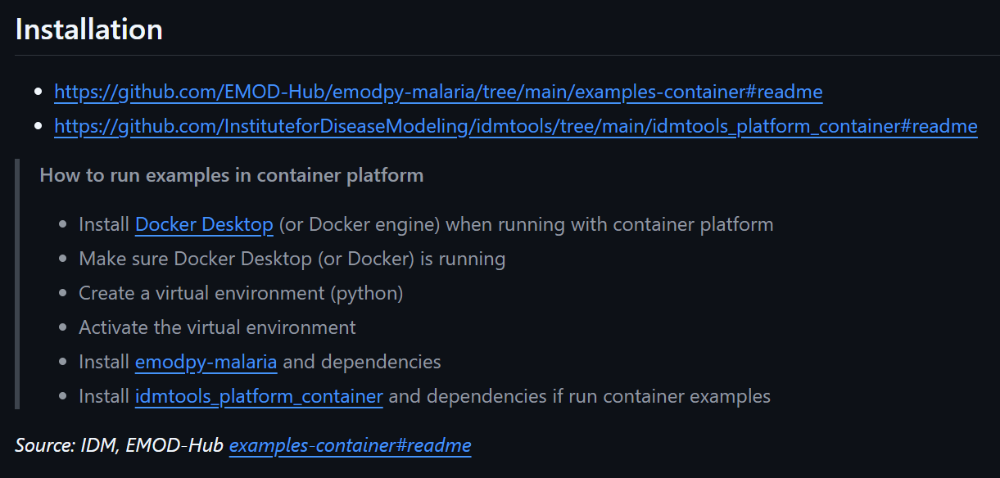 Installation
https://github.com/EMOD-Hub/emodpy-malaria/tree/main/examples-container#readme
https://github.com/InstituteforDiseaseModeling/idmtools/tree/main/idmtools_platform_container#readme
How to run examples in container platform
Install Docker Desktop (or Docker engine) when running with container platform
Make sure Docker Desktop (or Docker) is running
Create a virtual environment (python)
Activate the virtual environment
Install emodpy-malaria and dependencies
Install idmtools_platform_container and dependencies if run container examples
Source: IDM, EMOD-Hub examples-container#readme